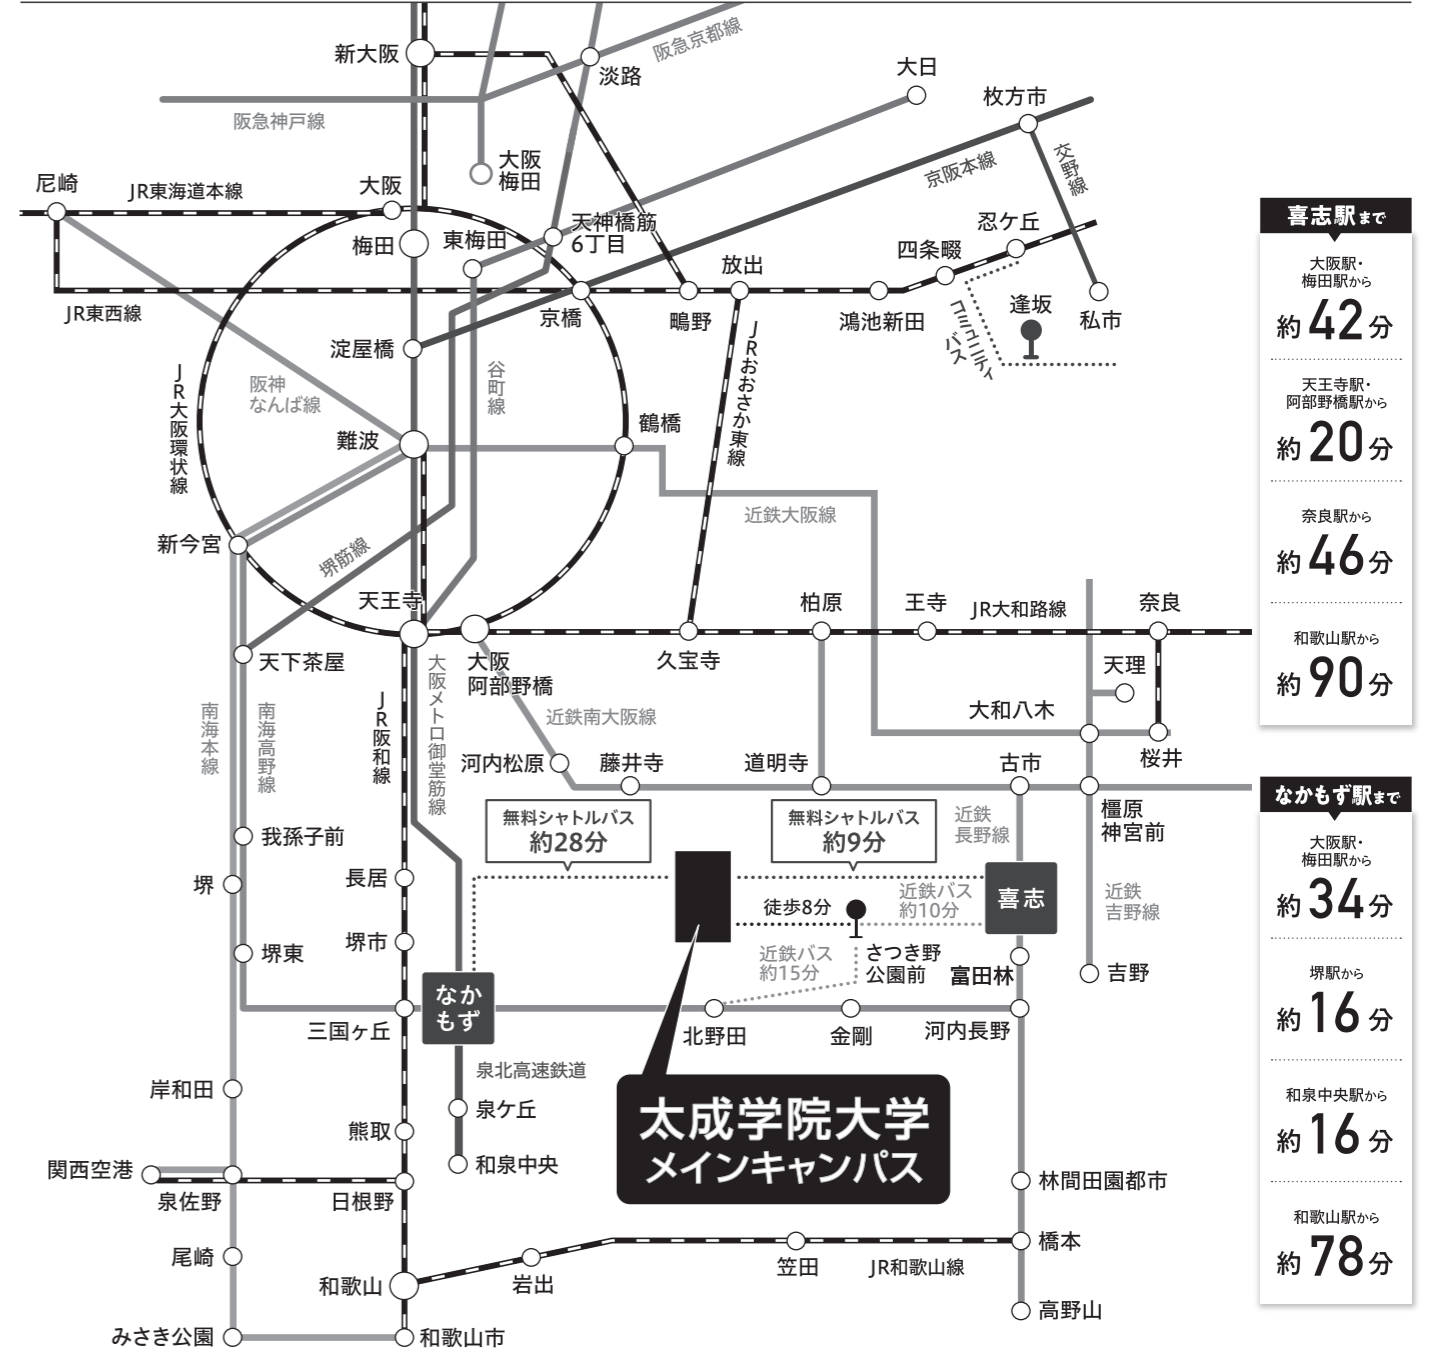 新大阪
淡路
阪急京都線
大日
枚方市
阪急神戸線
大阪
梅田
交野線
京阪本線
尼崎
JR東海道本線
大阪
梅田
東梅田
天神橋筋
6丁目
忍ケ丘
四条畷
放出
JR東西線
京橋
鴫野
鴻池新田
コミュニティ
バス
逢坂
私市
淀屋橋
JRおおさか東線
谷町線
阪神
なんば線
JR大阪環状線
難波
鶴橋
近鉄大阪線
新今宮
堺筋線
天王寺
柏原
王寺
JR大和路線
奈良
天下茶屋
大阪
阿部野橋
久宝寺
天理
大和八木
桜井
南海本線
南海高野線
JR阪和線
大阪メトロ御堂筋線
近鉄南大阪線
河内松原
藤井寺
道明寺
古市
橿原
神宮前
無料シャトルバス
約28分
無料シャトルバス
約9分
近鉄
長野線
我孫子前
堺
長居
徒歩8分
近鉄バス
約10分
喜志
近鉄
吉野線
堺東
堺市
近鉄バス
約15分
さつき野
公園前
富田林
吉野
なか
もず
三国ヶ丘
北野田
金剛
河内長野
泉北高速鉄道
岸和田
泉ケ丘
熊取
和泉中央
太成学院大学
メインキャンパス
関西空港
泉佐野
日根野
林間田園都市
尾崎
和歌山
岩出
笠田
JR和歌山線
橋本
高野山
みさき公園
和歌山市
喜志駅まで
大阪駅・
梅田駅から
約42分
天王寺駅・
阿部野橋駅から
約20分
奈良駅から
約46分
和歌山駅から
約90分
なかもず駅まで
大阪駅・
梅田駅から
約34分
堺駅から
約16分
和泉中央駅から
約16分
和歌山駅から
約78分